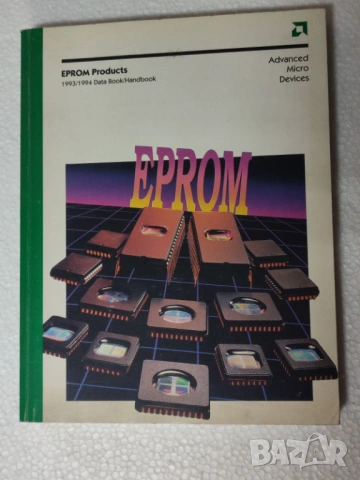 EPROM Products
1993/1994 Data Book/Handbook
Advanced
Micro
Devices
EPROM
BAZAR
bg